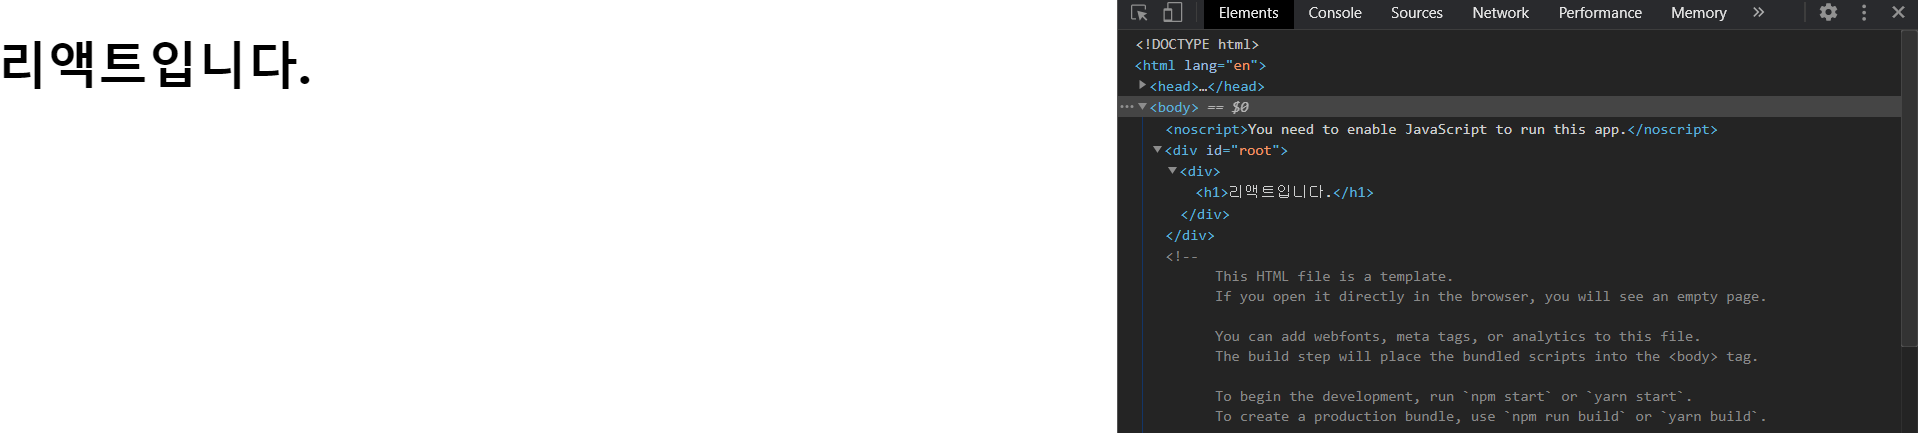 리액트입니다.
Elements Console Sources Network Performance Memory »
<!DOCTYPE html>
<html lang="en">
<head>…</head>
<body> == $0
<noscript>You need to enable JavaScript to run this app.</noscript>
<div id="root">
<div>
<h1>리액트입니다.</h1>
</div>
</div>
<!--
This HTML file is a template.
If you open it directly in the browser, you will see an empty page.
You can add webfonts, meta tags, or analytics to this file.
The build step will place the bundled scripts into the <body> tag.
To begin the development, run `npm start` or `yarn start`.
To create a production bundle, use `npm run build` or `yarn build`.